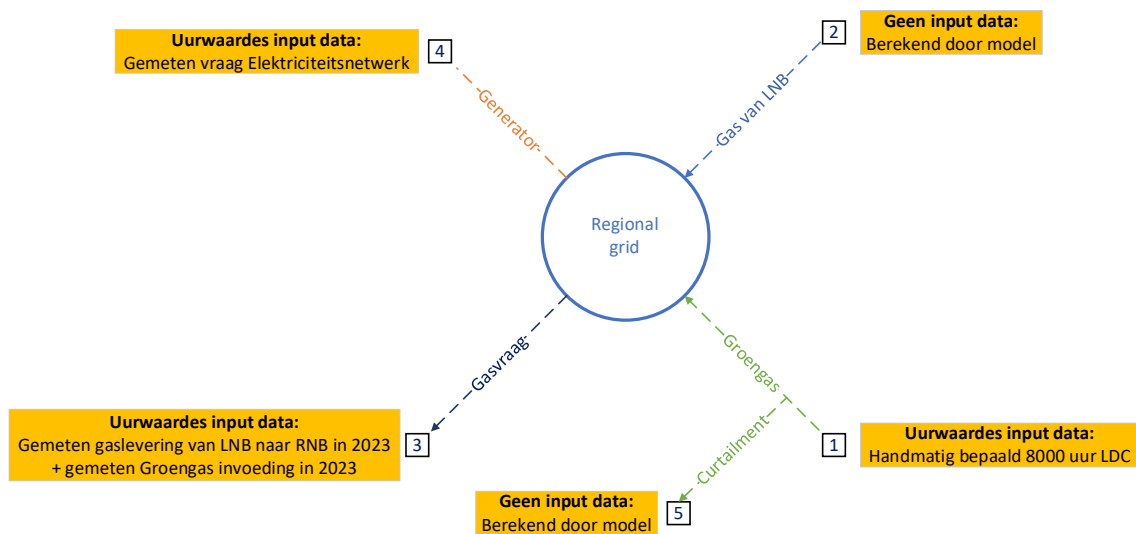 Uurwaardes input data:
Gemeten vraag Elektriciteitsnetwerk
4
2
Geen input data:
Berekend door model
Generator
Gas van LNB
Regional
grid
Gasvraag
Groengas
Curtailment
Uurwaardes input data:
Gemeten gaslevering van LNB naar RNB in 2023
+ gemeten Groengas invoeding in 2023
3
1
Uurwaardes input data:
Handmatig bepaald 8000 uur LDC
Geen input data:
Berekend door model
5